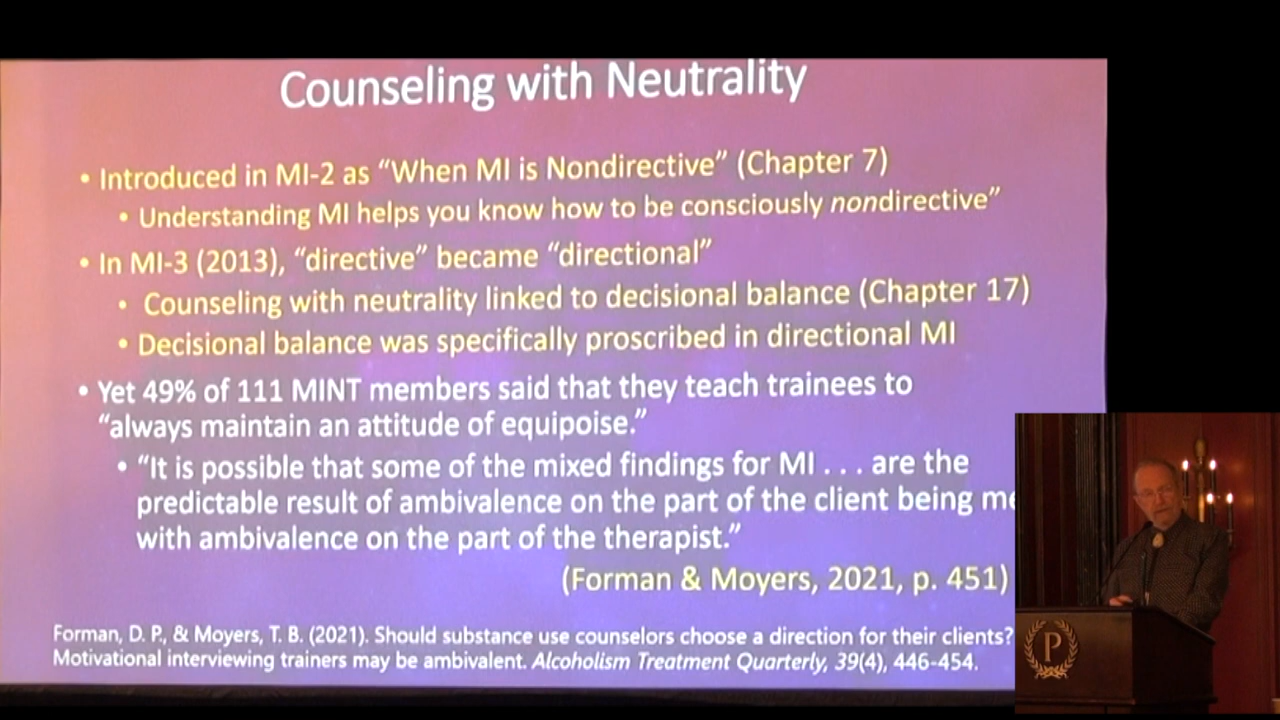 Counseling with Neutrality
• Introduced in MI-2 as “When MI is Nondirective” (Chapter 7)
• Understanding MI helps you know how to be consciously nondirective”
• In MI-3 (2013), “directive” became “directional”
• Counseling with neutrality linked to decisional balance (Chapter 17)
• Decisional balance was specifically proscribed in directional MI
• Yet 49% of 111 MINT members said that they teach trainees to
“always maintain an attitude of equipoise.”
• “It is possible that some of the mixed findings for MI . . . are the
predictable result of ambivalence on the part of the client being me
with ambivalence on the part of the therapist.”
(Forman & Moyers, 2021, p. 451)
Forman, D. P., & Moyers, T. B. (2021). Should substance use counselors choose a direction for their clients?
Motivational interviewing trainers may be ambivalent. Alcoholism Treatment Quarterly, 39(4), 446-454.
P